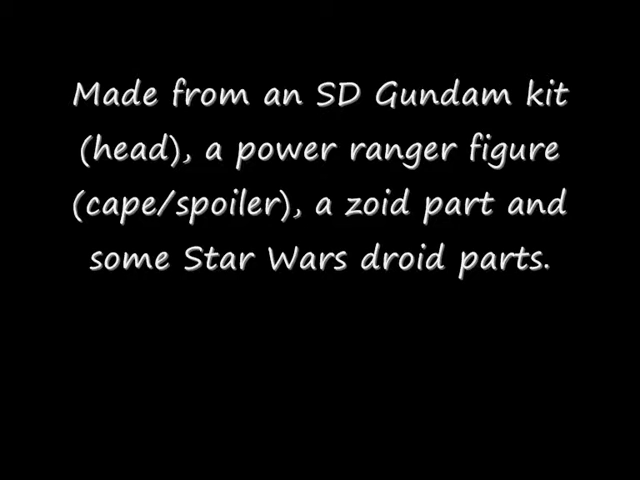 Made from an SD Gundam kit
(head), a power ranger figure
(cape/spoiler), a zoid part and
some Star Wars droid parts.